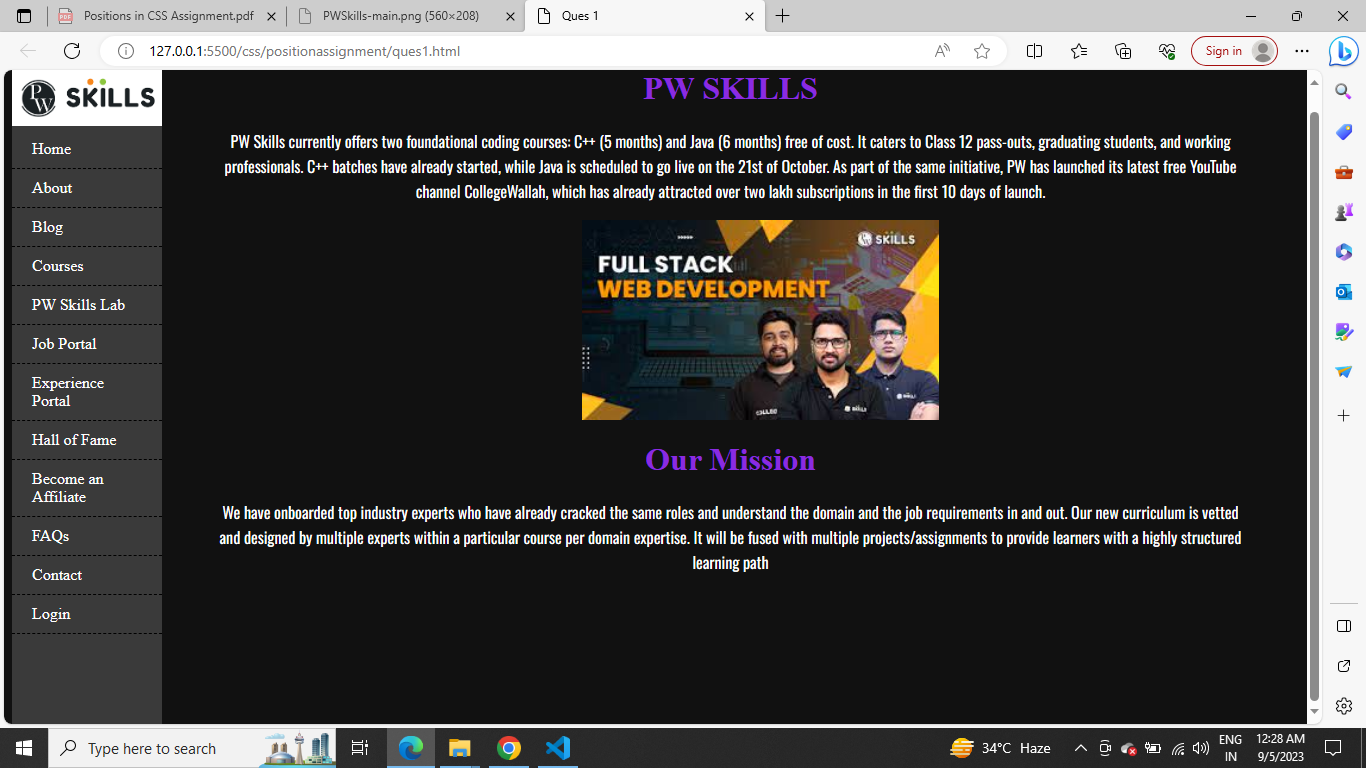 Positions in CSS Assignment.pdf
PWSkills-main.png (560×208)
Ques 1
127.0.0.1:5500/css/positionassignment/ques1.html
Sign in
PW SKILLS
Home
About
Blog
Courses
PW Skills Lab
Job Portal
Experience
Portal
Hall of Fame
Become an
Affiliate
FAQs
Contact
Login
PW SKILLS
PW Skills currently offers two foundational coding courses: C++ (5 months) and Java (6 months) free of cost. It caters to Class 12 pass-outs, graduating students, and working
professionals. C++ batches have already started, while Java is scheduled to go live on the 21st of October. As part of the same initiative, PW has launched its latest free YouTube
channel CollegeWallah, which has already attracted over two lakh subscriptions in the first 10 days of launch.
PW SKILLS
FULL STACK
WEB DEVELOPMENT
Our Mission
We have onboarded top industry experts who have already cracked the same roles and understand the domain and the job requirements in and out. Our new curriculum is vetted
and designed by multiple experts within a particular course per domain expertise. It will be fused with multiple projects/assignments to provide learners with a highly structured
learning path
Type here to search
34°C Haze
ENG
IN
12:28 AM
9/5/2023